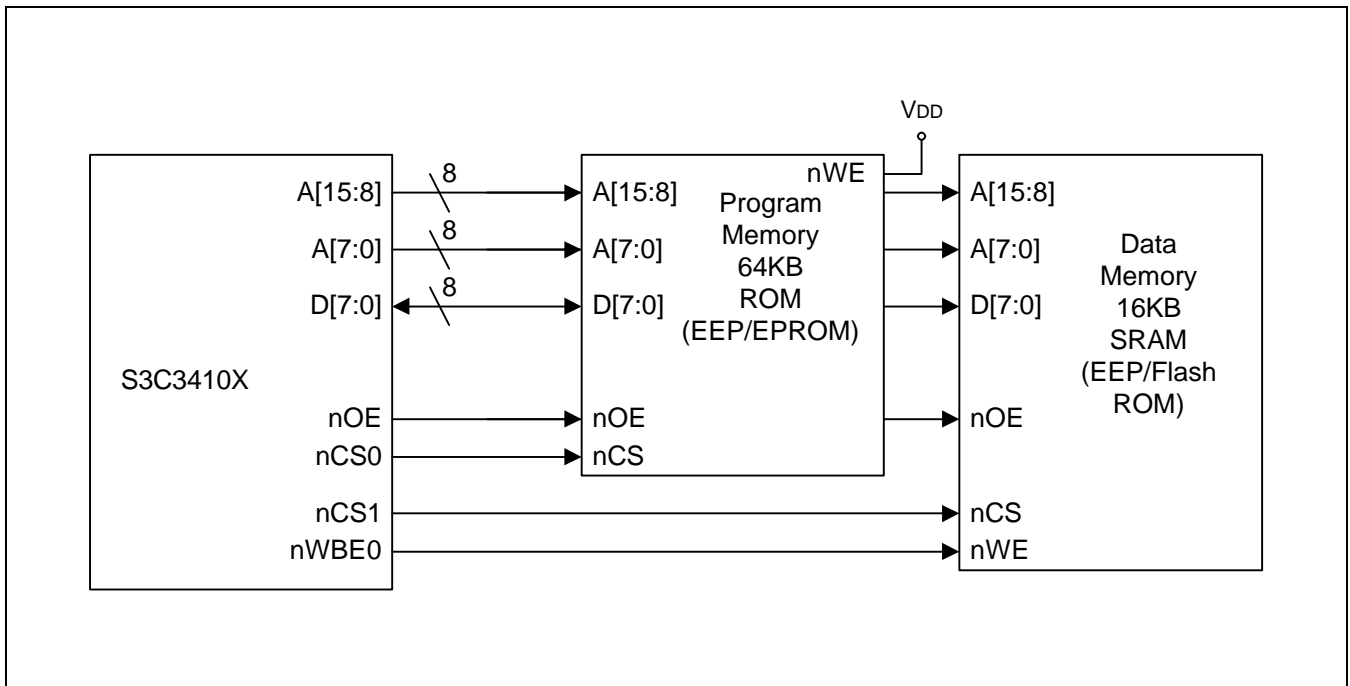 VDD
S3C3410X
A[15:8]
A[7:0]
D[7:0]
nOE
nCS0
nCS1
nWBE0
8
8
8
nWE
A[15:8]
A[7:0]
D[7:0]
nOE
nCS
Program
Memory
64KB
ROM
(EEP/EPROM)
A[15:8]
A[7:0]
D[7:0]
nOE
nCS
nWE
Data
Memory
16KB
SRAM
(EEP/Flash
ROM)